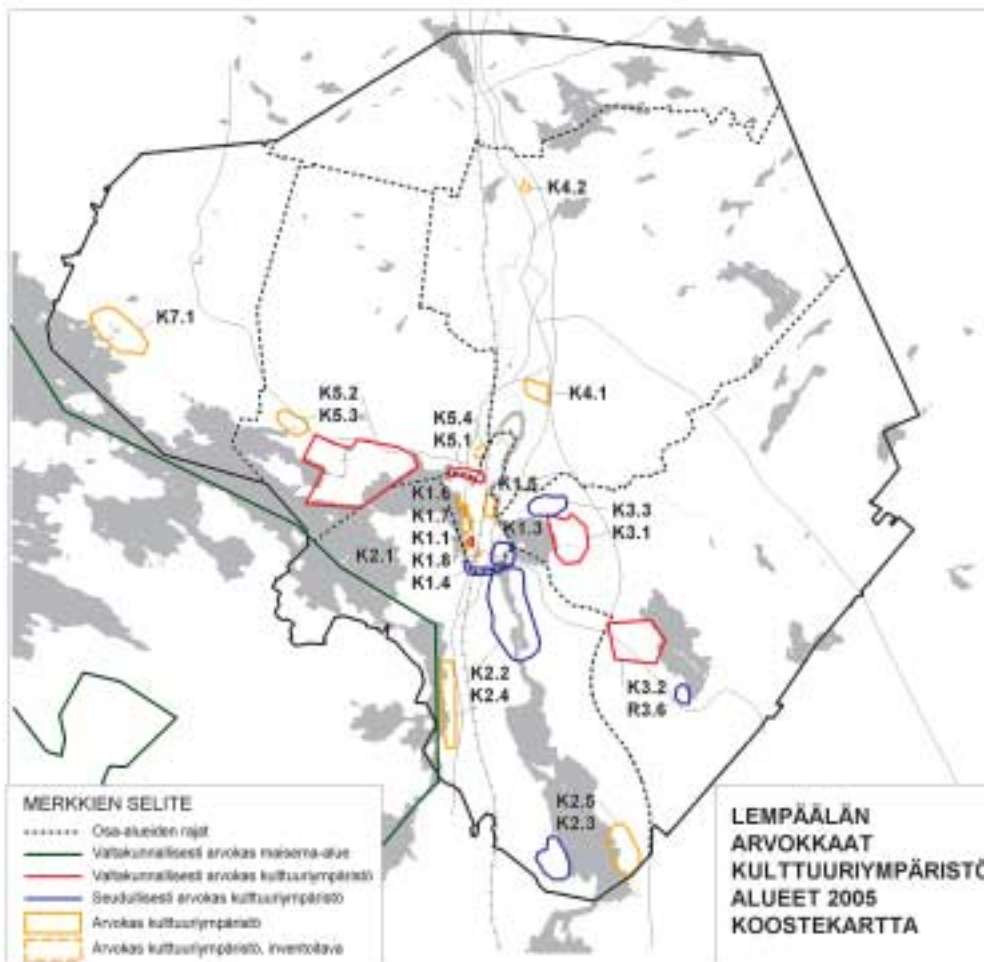 K4.2
K7.1
K5.2
K5.3
K4.1
K5.4
K5.1
K1.5
K1.6
K1.7
K1.3
K3.3
K3.1
K1.1
K2.1
K1.8
K1.4
K2.2
K2.4
K3.2
R3.6
K2.5
K2.3
MERKKIEN SELITE
Osa-alueiden rajat
Valtakunnallisesti arvokas maisema-alue
Valtakunnallisesti arvokas kulttuuriympäristö
Seudullisesti arvokas kulttuuriympäristö
Arvokas kulttuuriympäristö
Arvokas kulttuuriympäristö, inventoitava
LEMPÄÄLÄN
ARVOKKAAT
KULTTUURIYMPÄRISTÖ
ALUEET 2005
KOOSTEKARTTA